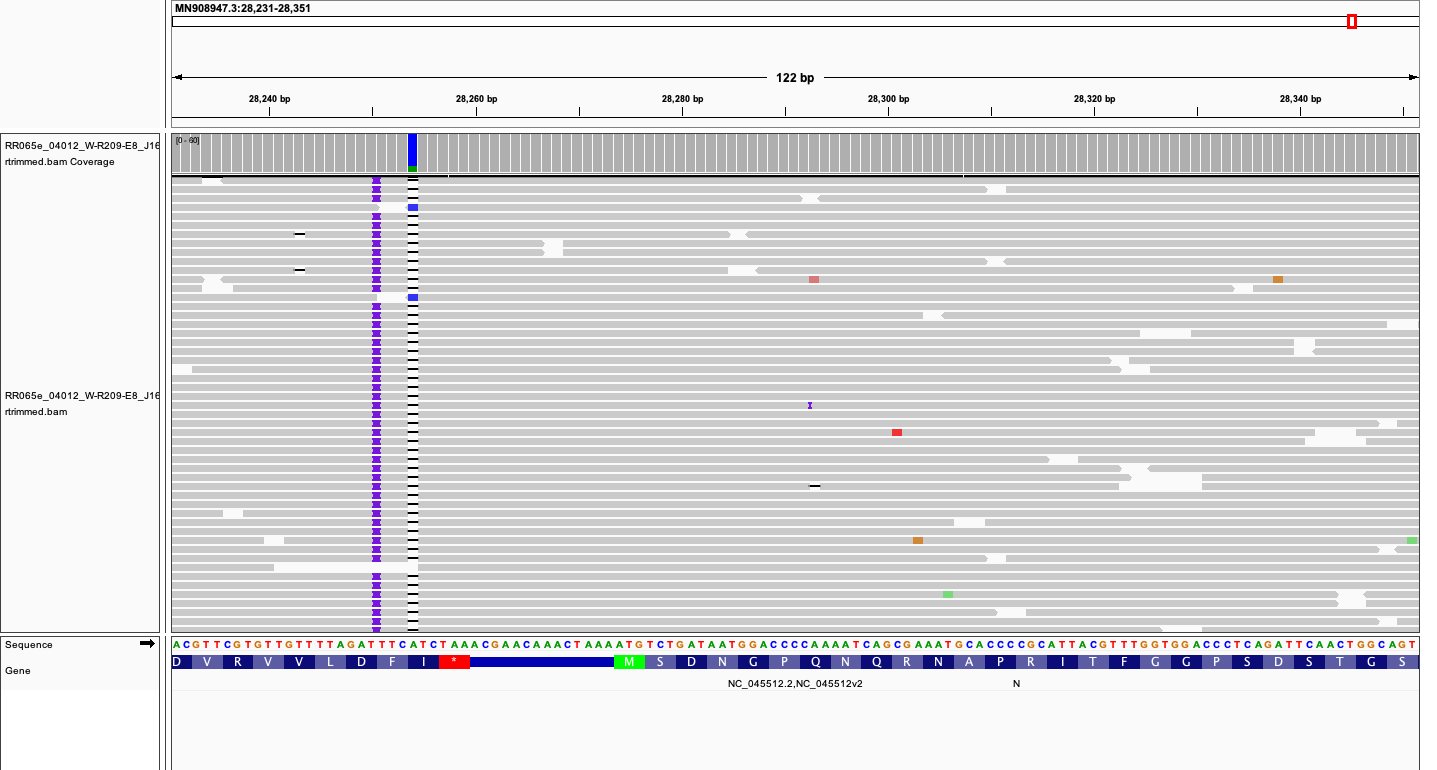 MN908947.3:28,231-28,351
122 bp
28,240 bp 28,260 bp 28,280 bp 28,300 bp 28,320 bp 28,340 bp
RR065e_04012_W-R209-E8_J16
rtrimmed.bam Coverage
[0 - 60]
RR065e_04012_W-R209-E8_J16
rtrimmed.bam
Sequence
A C G T T C G T G T T G T T T T A G A T T T C A T C T A A A C G A A C A A A C T A A A A T G T C T G A T A A T G G A C C C C A A A A T C A G C G A A A T G C A C C C C G C A T T A C G T T T G G T G G A C C C T C A G A T T C A A C T G G C A G T
Gene
D V R V V L D F I * M S D N G P Q N Q R N A P R I T F G G P S D S T G S
NC_045512.2,NC_045512v2 N